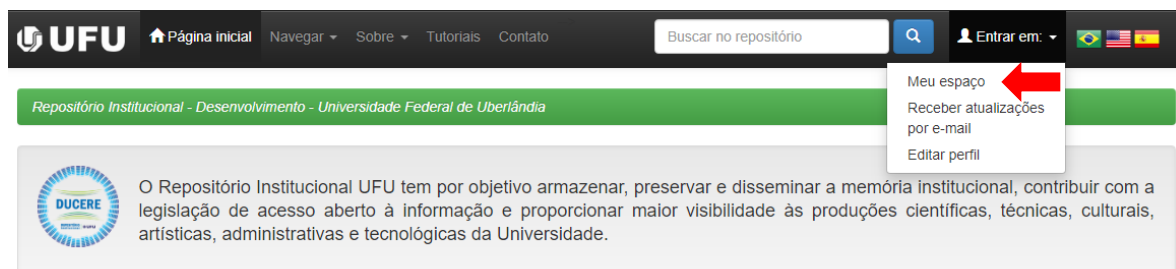 UFU Página inicial Navegar Sobre Tutoriais Contato Buscar no repositório Entrar em:
Meu espaço
Receber atualizações
por e-mail
Editar perfil
Repositório Institucional - Desenvolvimento - Universidade Federal de Uberlândia
DUCERE
O Repositório Institucional UFU tem por objetivo armazenar, preservar e disseminar a memória institucional, contribuir com a
legislação de acesso aberto à informação e proporcionar maior visibilidade às produções científicas, técnicas, culturais,
artísticas, administrativas e tecnológicas da Universidade.